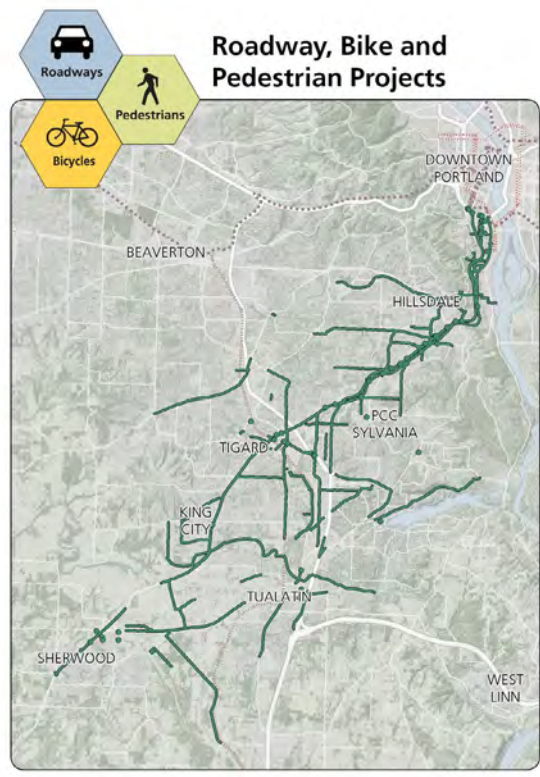 Roadways
Pedestrians
Bicycles
Roadway, Bike and
Pedestrian Projects
DOWNTOWN
PORTLAND
BEAVERTON
HILLSDALE
PCC
SYLVANIA
TIGARD
KING
CITY
TUALATIN
SHERWOOD
WEST
LINN